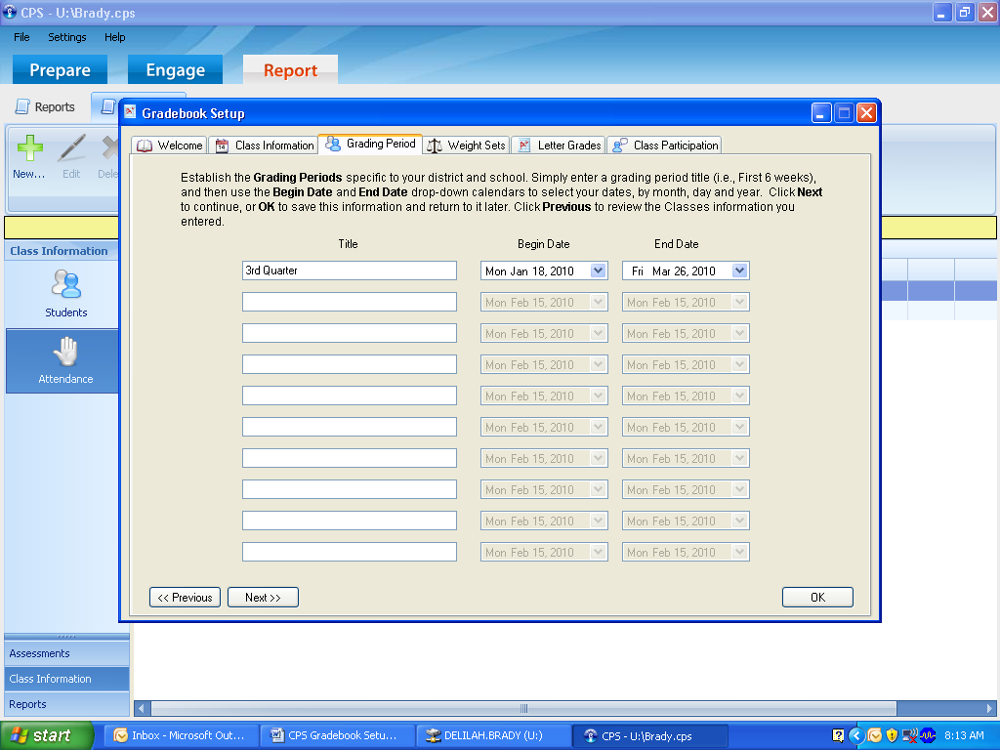 CPS - U:\Brady.cps
File Settings Help
Prepare Engage Report
Reports
Gradebook Setup
Welcome Class Information Grading Period Weight Sets Letter Grades Class Participation
New... Edit
Establish the Grading Periods specific to your district and school. Simply enter a grading period title (i.e., First 6 weeks),
and then use the Begin Date and End Date drop-down calendars to select your dates, by month, day and year. Click Next
to continue, or OK to save this information and return to it later. Click Previous to review the Classes information you
entered.
Class Information
Students
Attendance
Title Begin Date End Date
3rd Quarter Mon Jan 18, 2010 Fri Mar 26, 2010
Mon Feb 15, 2010 Mon Feb 15, 2010
Mon Feb 15, 2010 Mon Feb 15, 2010
Mon Feb 15, 2010 Mon Feb 15, 2010
Mon Feb 15, 2010 Mon Feb 15, 2010
Mon Feb 15, 2010 Mon Feb 15, 2010
Mon Feb 15, 2010 Mon Feb 15, 2010
Mon Feb 15, 2010 Mon Feb 15, 2010
Mon Feb 15, 2010 Mon Feb 15, 2010
Mon Feb 15, 2010 Mon Feb 15, 2010
<< Previous Next >> OK
Assessments
Class Information
Reports
start Inbox - Microsoft Out... CPS Gradebook Setu... DELILAH.BRADY (U:) CPS - U:\Brady.cps 8:13 AM